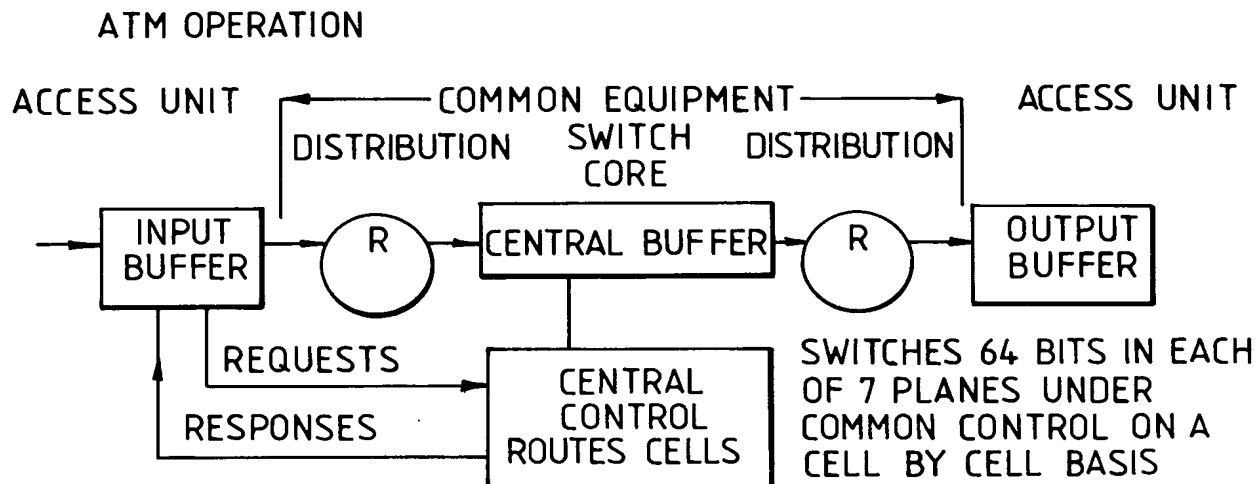 ATM OPERATION
ACCESS UNIT
COMMON EQUIPMENT
ACCESS UNIT
DISTRIBUTION
SWITCH
CORE
DISTRIBUTION
INPUT
BUFFER
R
CENTRAL BUFFER
R
OUTPUT
BUFFER
REQUESTS
RESPONSES
CENTRAL
CONTROL
ROUTES CELLS
SWITCHES 64 BITS IN EACH
OF 7 PLANES UNDER
COMMON CONTROL ON A
CELL BY CELL BASIS